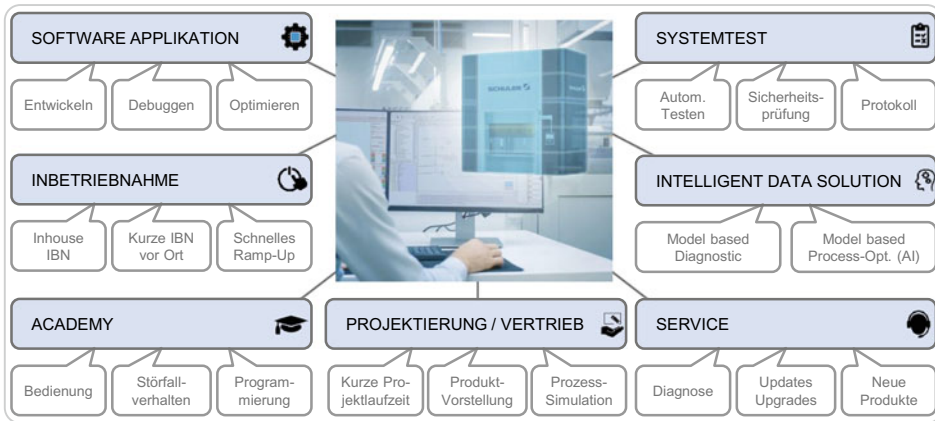 SOFTWARE APPLIKATION
Entwickeln
Debuggen
Optimieren
SYSTEMTEST
Autom.
Testen
Sicherheits-
prüfung
Protokoll
SCHULER
INBETRIEBNAHME
Inhouse
IBN
Kurze IBN
vor Ort
Schnelles
Ramp-Up
INTELLIGENT DATA SOLUTION
Model based
Diagnostic
Model based
Process-Opt. (AI)
ACADEMY
Bedienung
Störfall-
verhalten
Program-
mierung
PROJEKTIERUNG / VERTRIEB
Kurze Pro-
jektlaufzeit
Produkt-
Vorstellung
Prozess-
Simulation
SERVICE
Diagnose
Updates
Upgrades
Neue
Produkte